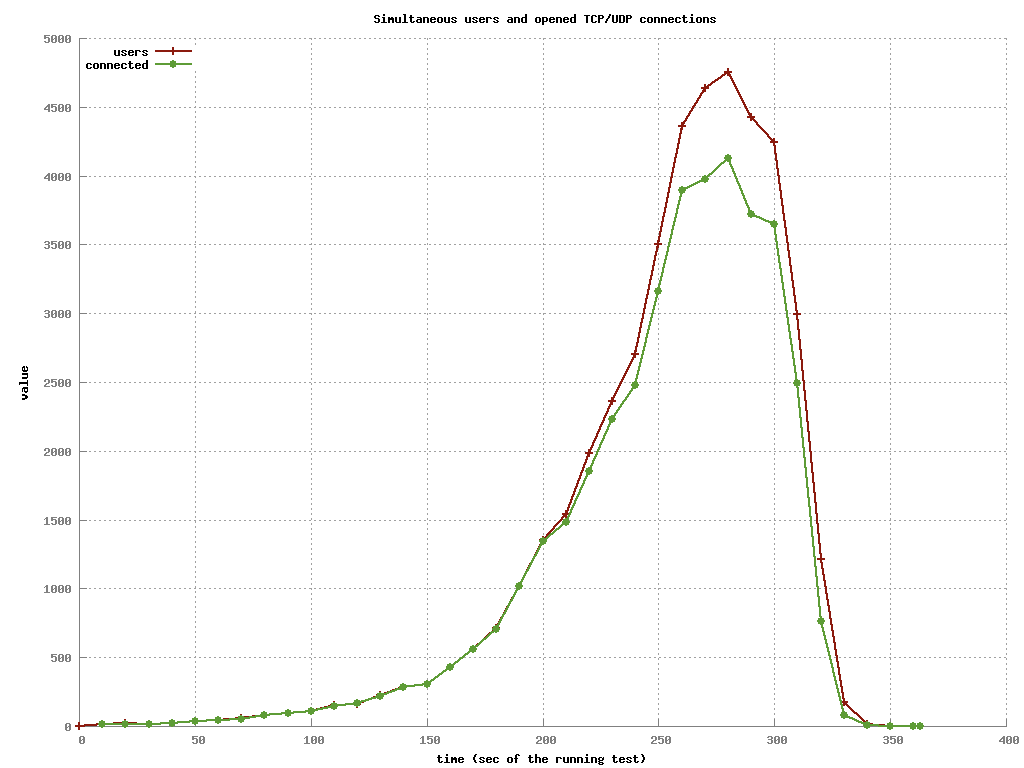 Simultaneous users and opened TCP/UDP connections
users
connected
5000
4500
4000
3500
3000
2500
2000
1500
1000
500
0
value
0 50 100 150 200 250 300 350 400
time (sec of the running test)